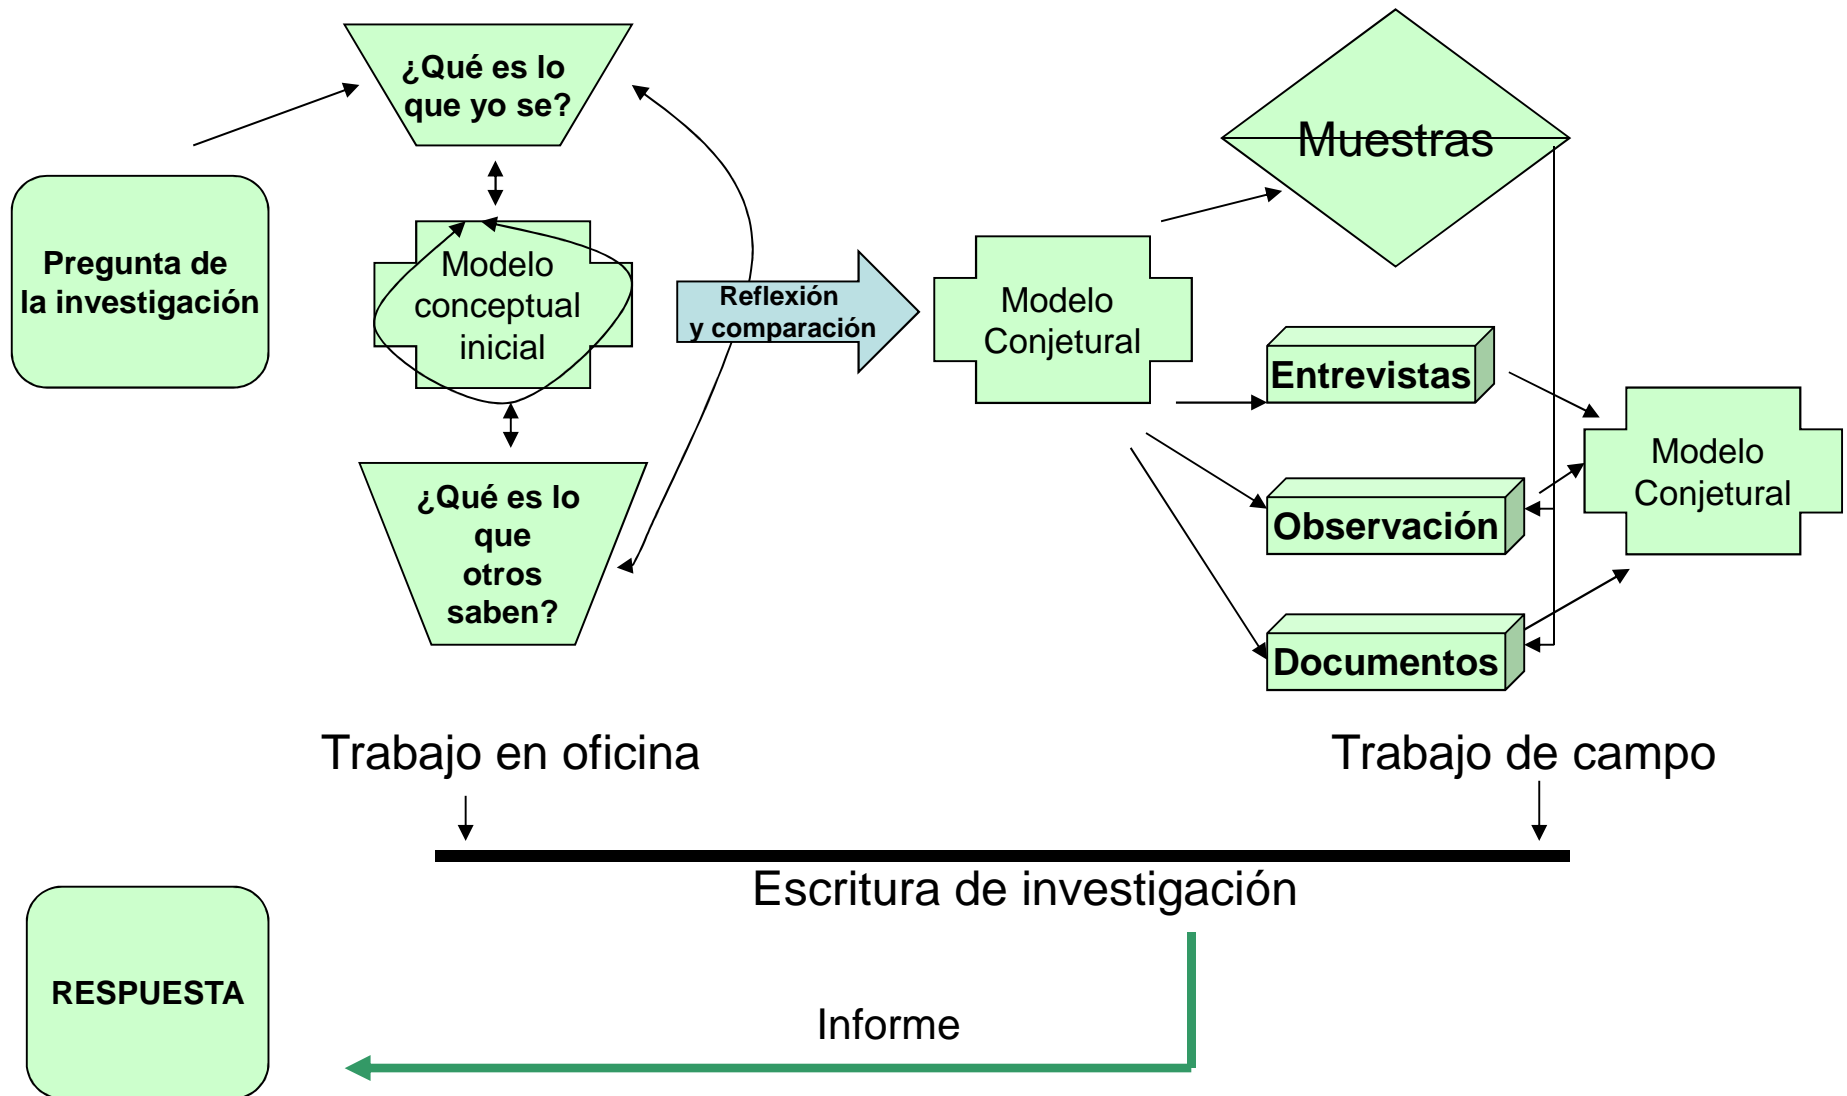 ¿Qué es lo
que yo se?
Pregunta de
la investigación
Modelo
conceptual
inicial
¿Qué es lo
que
otros
saben?
Reflexión
y comparación
Modelo
Conjetural
Muestras
Entrevistas
Observación
Documentos
Modelo
Conjetural
Trabajo en oficina
Trabajo de campo
Escritura de investigación
Informe
RESPUESTA